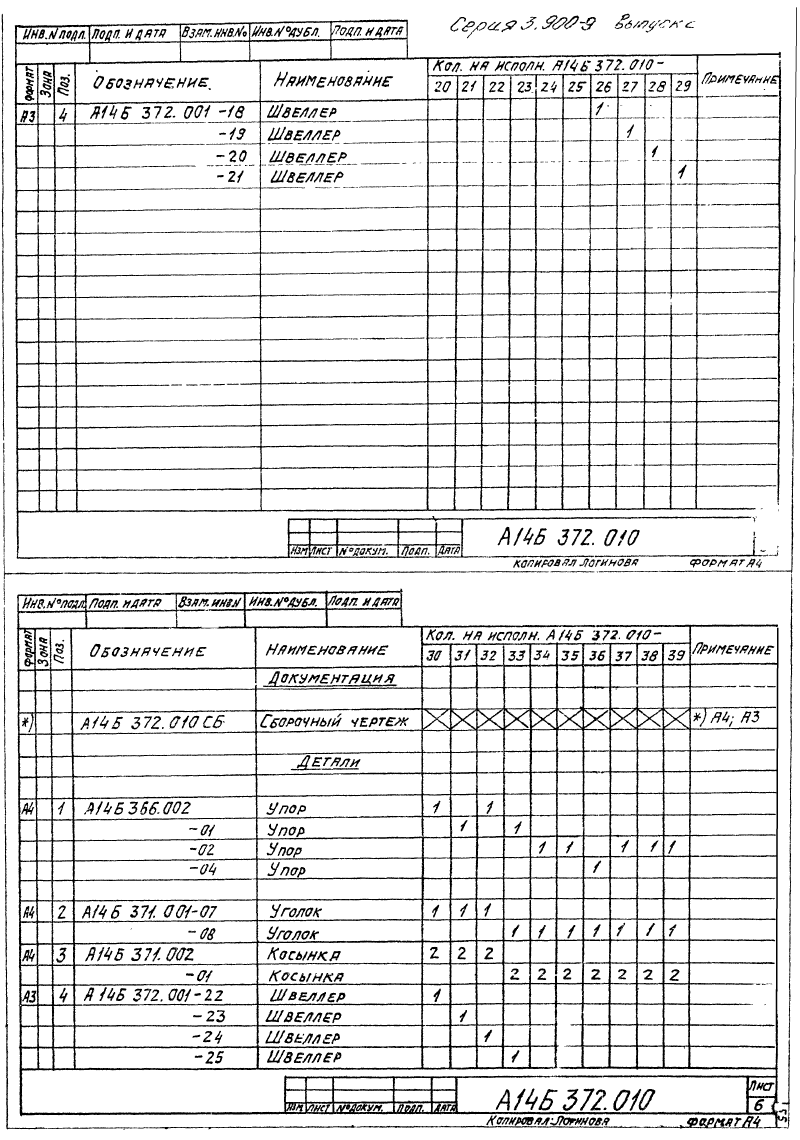 Серия 3.900-9 выпуск
Инв.№ подл. Подп. и дата Взам.инв.№ Инв.№ дубл. Подп. и дата
Формат Зона Поз. Обозначение Наименование Кол. на исполн. А14Б 372.010- Примечание
20 21 22 23 24 25 26 27 28 29
А3 4 А14Б 372.001-18 Швеллер 1
-19 Швеллер 1
-20 Швеллер 1
-21 Швеллер 1
А14Б 372.010
Изм Лист № докум. Подп. Дата
Копировал Логинова Формат А4
Инв.№ подл. Подп. и дата Взам. инв.№ Инв.№ дубл. Подп. и дата
Формат Зона Поз. Обозначение Наименование Кол. на исполн. А14Б 372.010- Примечание
30 31 32 33 34 35 36 37 38 39
Документация
*) А14Б 372.010 СБ Сборочный чертеж *) А4; А3
Детали
А4 1 А14Б 366.002 Упор 1 1
-01 Упор 1 1
-02 Упор 1 1 1 1 1
-04 Упор 1
А4 2 А14Б 371.001-07 Уголок 1 1 1
-08 Уголок 1 1 1 1 1 1 1
А4 3 А14Б 371.002 Косынка 2 2 2
-01 Косынка 2 2 2 2 2 2 2
А3 4 А14Б 372.001-22 Швеллер 1
-23 Швеллер 1
-24 Швеллер 1
-25 Швеллер 1
А14Б 372.010 Лист 6
Изм Лист № докум. Подп. Дата
Копировал: Логинова Формат А4